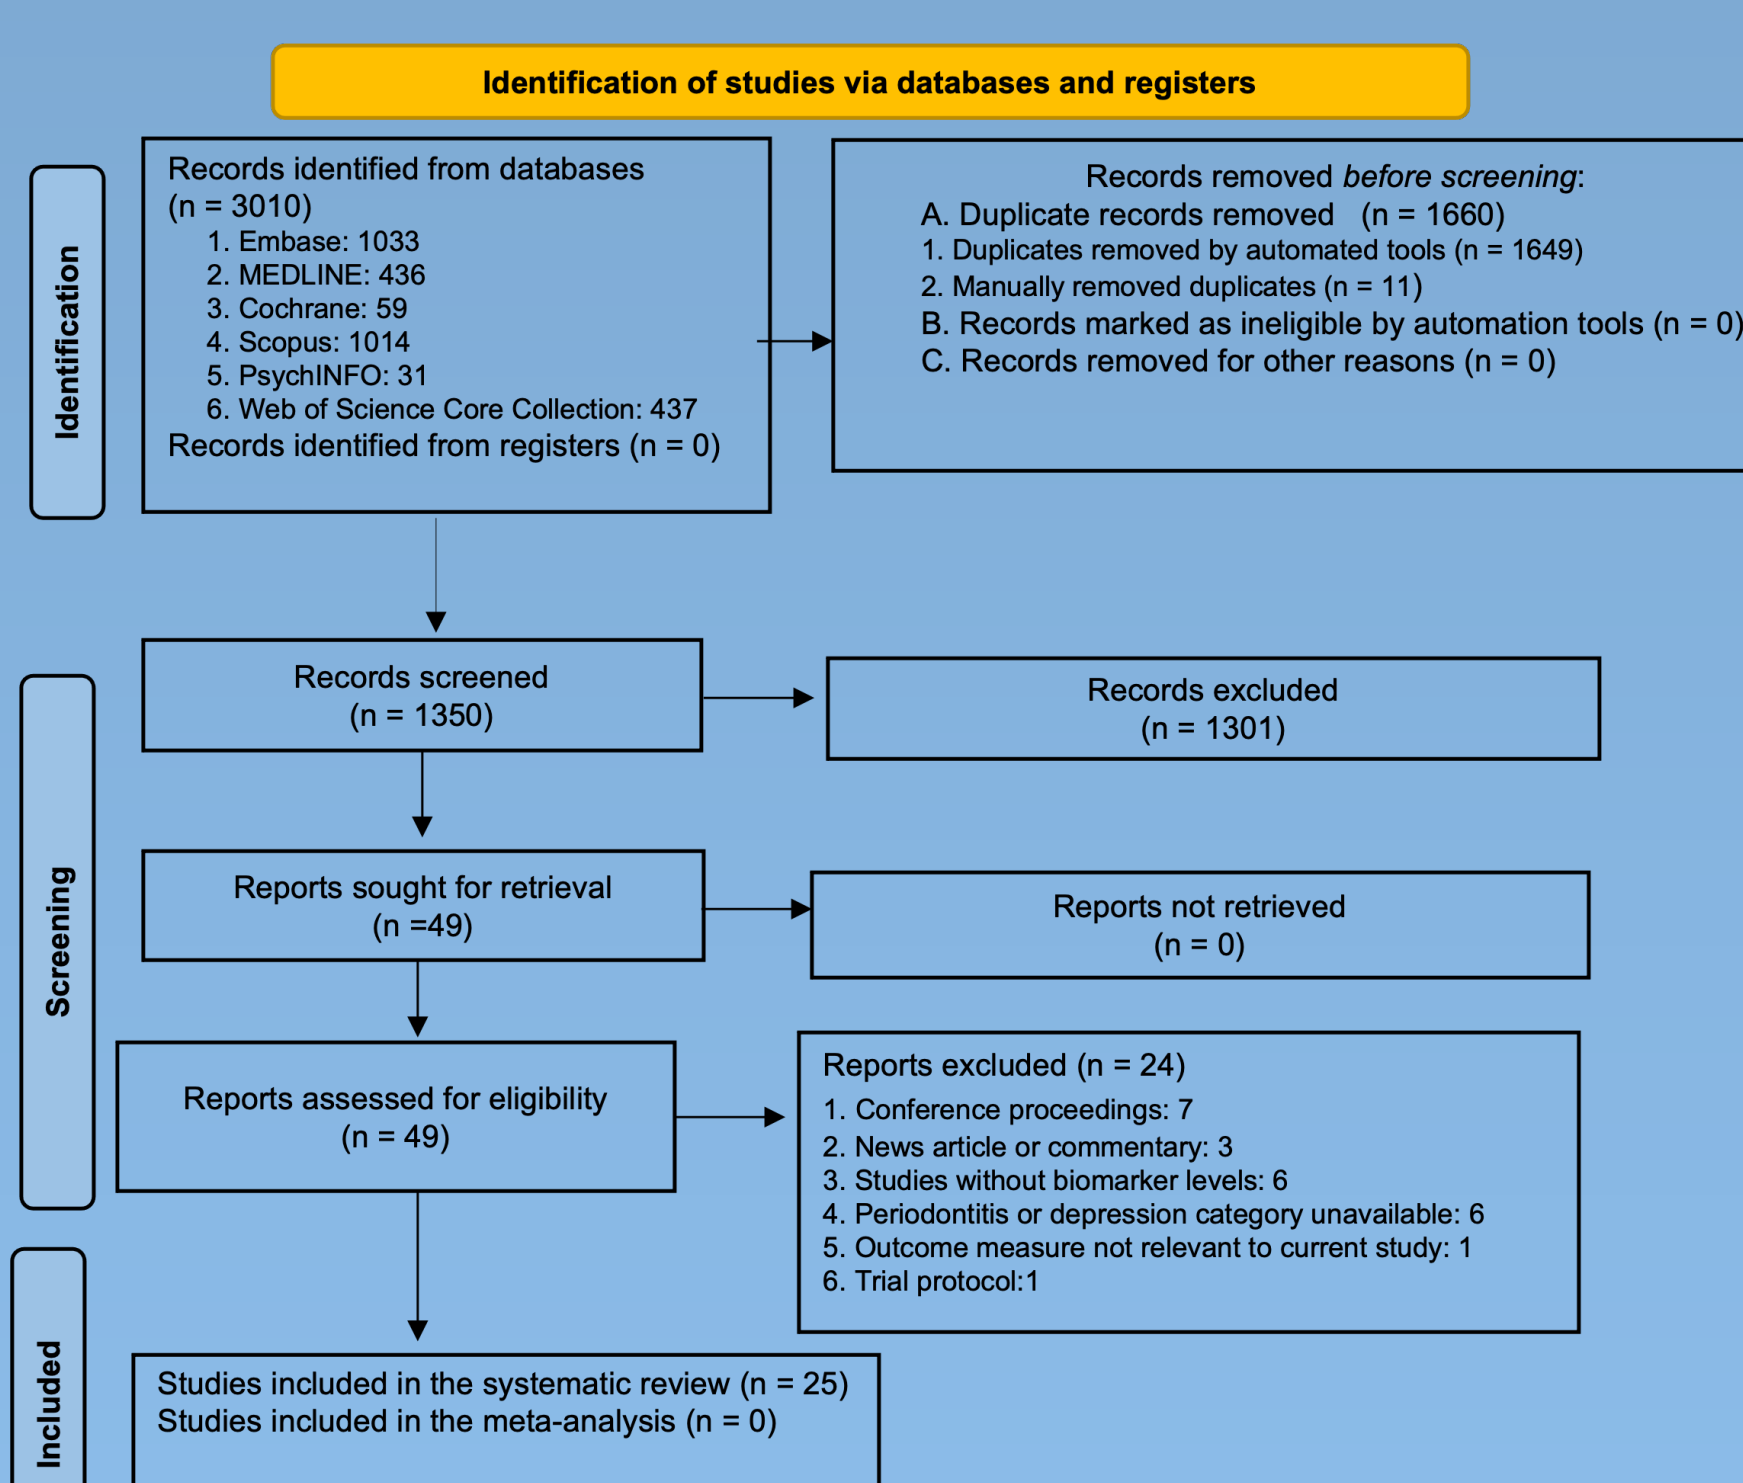 Identification of studies via databases and registers
Identification
Records identified from databases
(n = 3010)
1. Embase: 1033
2. MEDLINE: 436
3. Cochrane: 59
4. Scopus: 1014
5. PsychINFO: 31
6. Web of Science Core Collection: 437
Records identified from registers (n = 0)
Records removed before screening:
A. Duplicate records removed (n = 1660)
1. Duplicates removed by automated tools (n = 1649)
2. Manually removed duplicates (n = 11)
B. Records marked as ineligible by automation tools (n = 0)
C. Records removed for other reasons (n = 0)
Screening
Records screened
(n = 1350)
Records excluded
(n = 1301)
Reports sought for retrieval
(n =49)
Reports not retrieved
(n = 0)
Reports assessed for eligibility
(n = 49)
Reports excluded (n = 24)
1. Conference proceedings: 7
2. News article or commentary: 3
3. Studies without biomarker levels: 6
4. Periodontitis or depression category unavailable: 6
5. Outcome measure not relevant to current study: 1
6. Trial protocol:1
Included
Studies included in the systematic review (n = 25)
Studies included in the meta-analysis (n = 0)